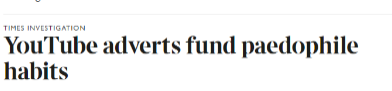 TIMES INVESTIGATION
YouTube adverts fund paedophile
habits